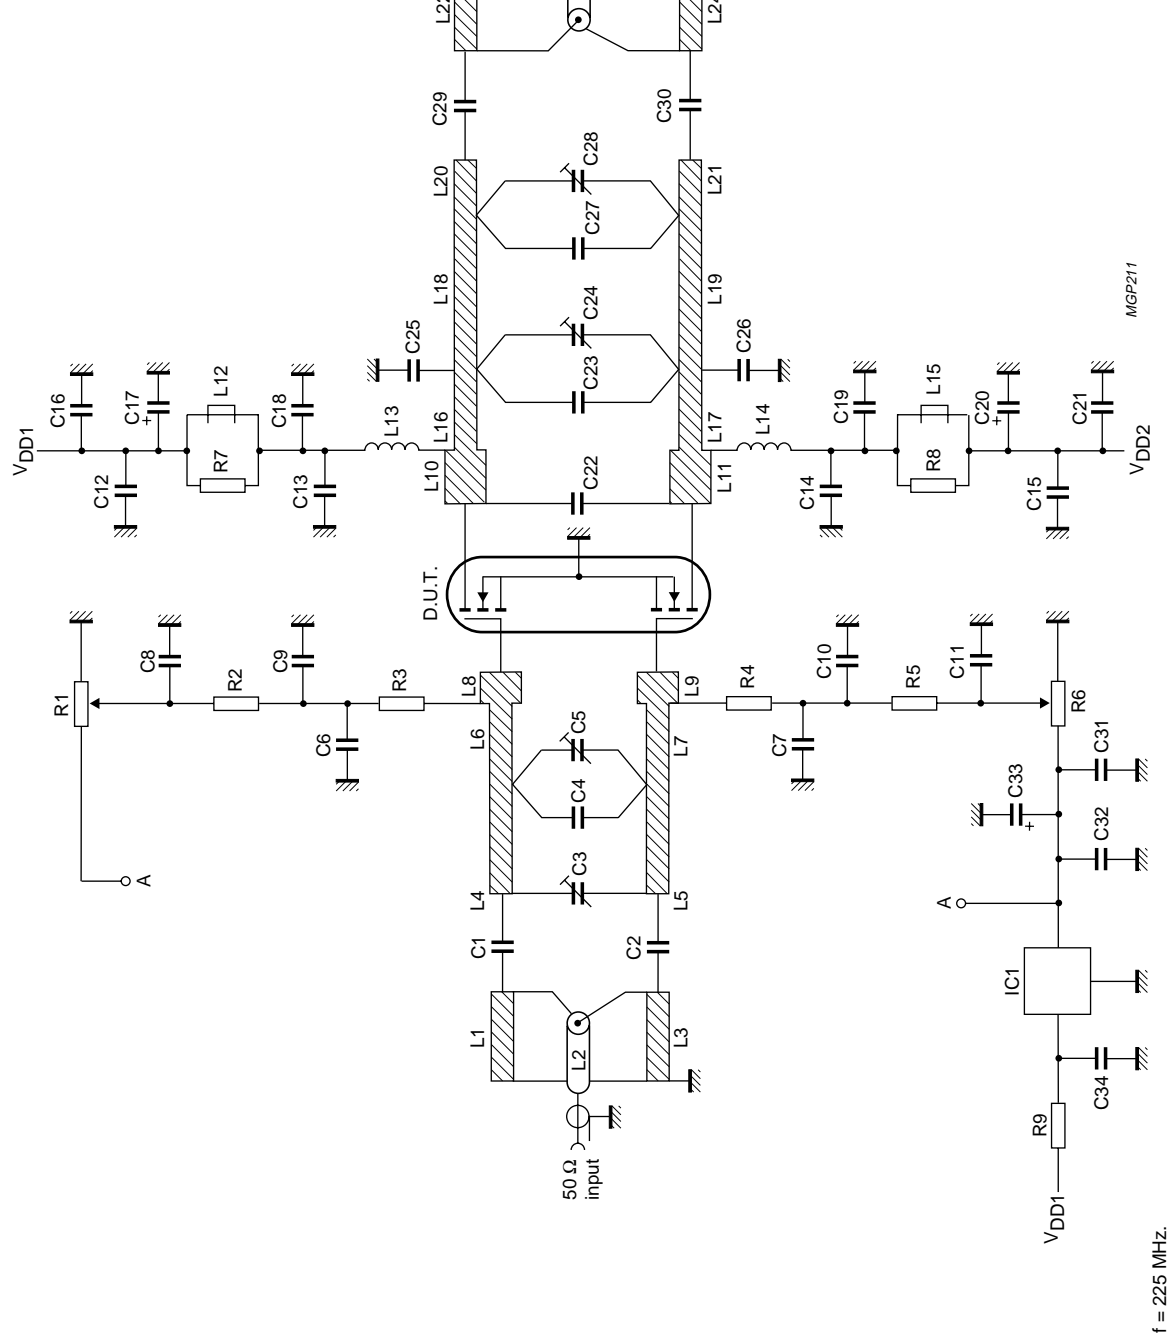 L22
L24
C29
C30
L20
C28
L21
C27
L18
C24
L19
C25
C23
C26
MGP211
VDD1
C16
C17
+
L12
C18
L13
L16
L17
L14
C19
L15
C20
+
C21
VDD2
C12
R7
C13
L10
C22
L11
C14
R8
C15
D.U.T.
R1
C8
R2
C9
R3
C6
L8
L9
R4
C10
R5
C11
R6
C7
L6
C5
L7
C4
C31
C33
+
C32
A
L4
C3
L5
A
C1
C2
IC1
L1
L2
L3
C34
R9
50 Ω
input
VDD1
f = 225 MHz.